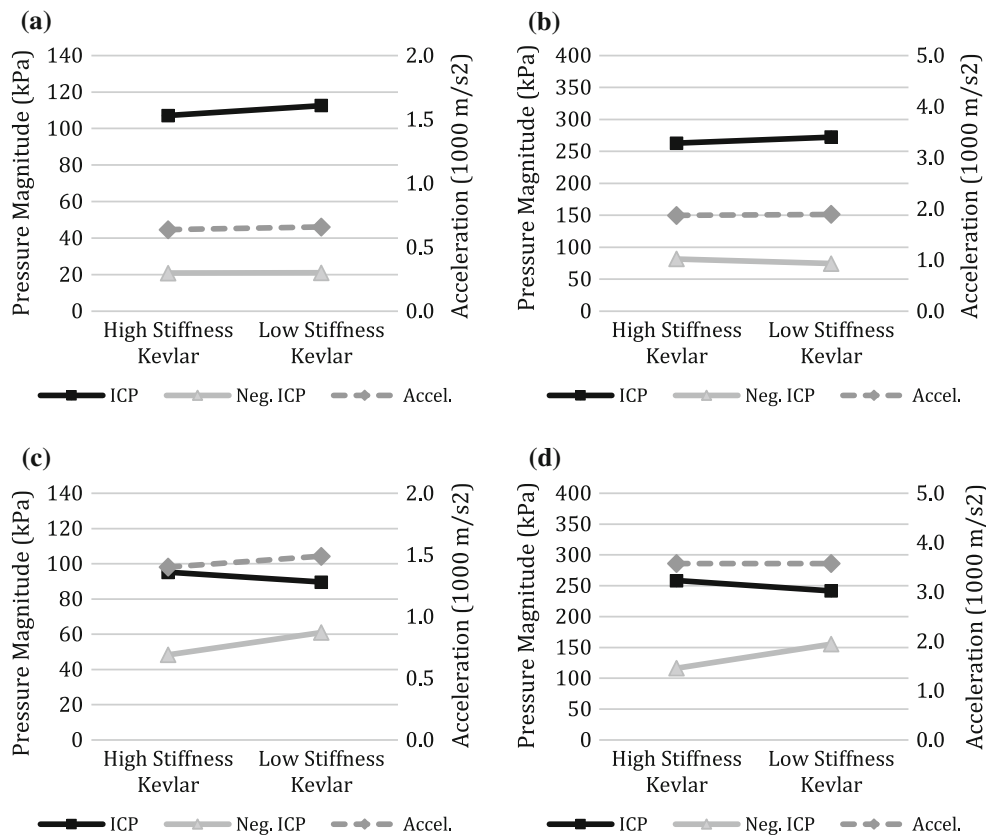 (a)
Pressure Magnitude (kPa)
140
120
100
80
60
40
20
0
2.0
1.5
1.0
0.5
0.0
Acceleration (1000 m/s2)
High Stiffness
Kevlar
Low Stiffness
Kevlar
ICP
Neg. ICP
Accel.
(b)
Pressure Magnitude (kPa)
400
350
300
250
200
150
100
50
0
5.0
4.0
3.0
2.0
1.0
0.0
Acceleration (1000 m/s2)
High Stiffness
Kevlar
Low Stiffness
Kevlar
ICP
Neg. ICP
Accel.
(c)
Pressure Magnitude (kPa)
140
120
100
80
60
40
20
0
2.0
1.5
1.0
0.5
0.0
Acceleration (1000 m/s2)
High Stiffness
Kevlar
Low Stiffness
Kevlar
ICP
Neg. ICP
Accel.
(d)
Pressure Magnitude (kPa)
400
350
300
250
200
150
100
50
0
5.0
4.0
3.0
2.0
1.0
0.0
Acceleration (1000 m/s2)
High Stiffness
Kevlar
Low Stiffness
Kevlar
ICP
Neg. ICP
Accel.